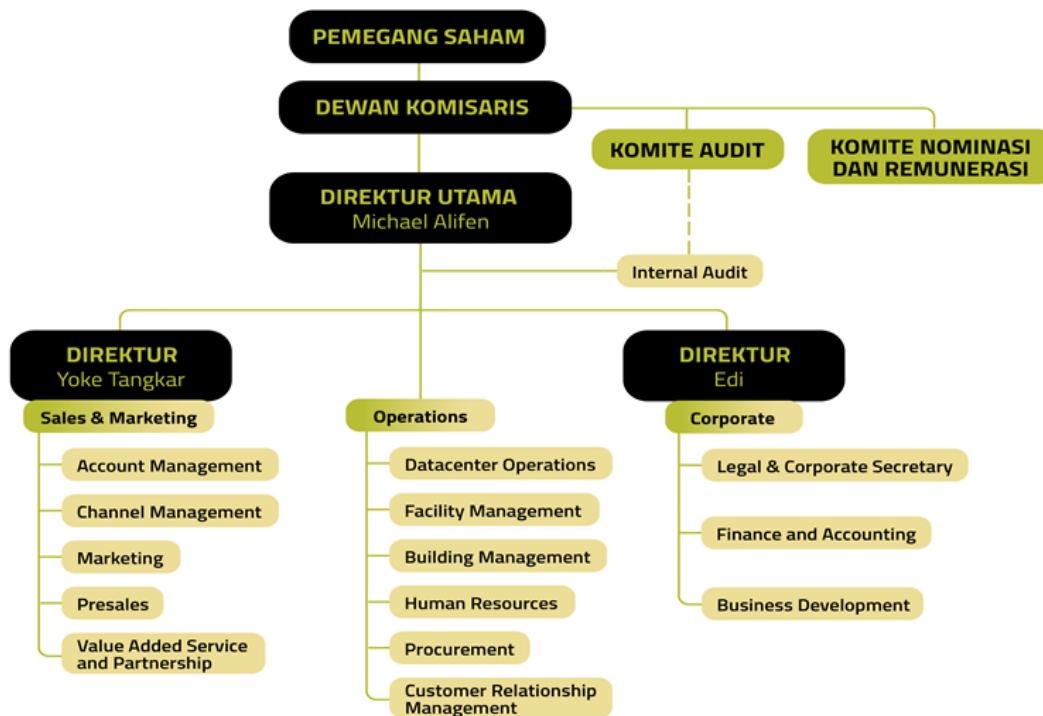 PEMEGANG SAHAM
DEWAN KOMISARIS
KOMITE AUDIT
KOMITE NOMINASI
DAN REMUNERASI
DIREKTUR UTAMA
Michael Alifen
Internal Audit
DIREKTUR
Yoke Tangkar
Sales & Marketing
Account Management
Channel Management
Marketing
Presales
Value Added Service
and Partnership
Operations
Datacenter Operations
Facility Management
Building Management
Human Resources
Procurement
Customer Relationship
Management
DIREKTUR
Edi
Corporate
Legal & Corporate Secretary
Finance and Accounting
Business Development